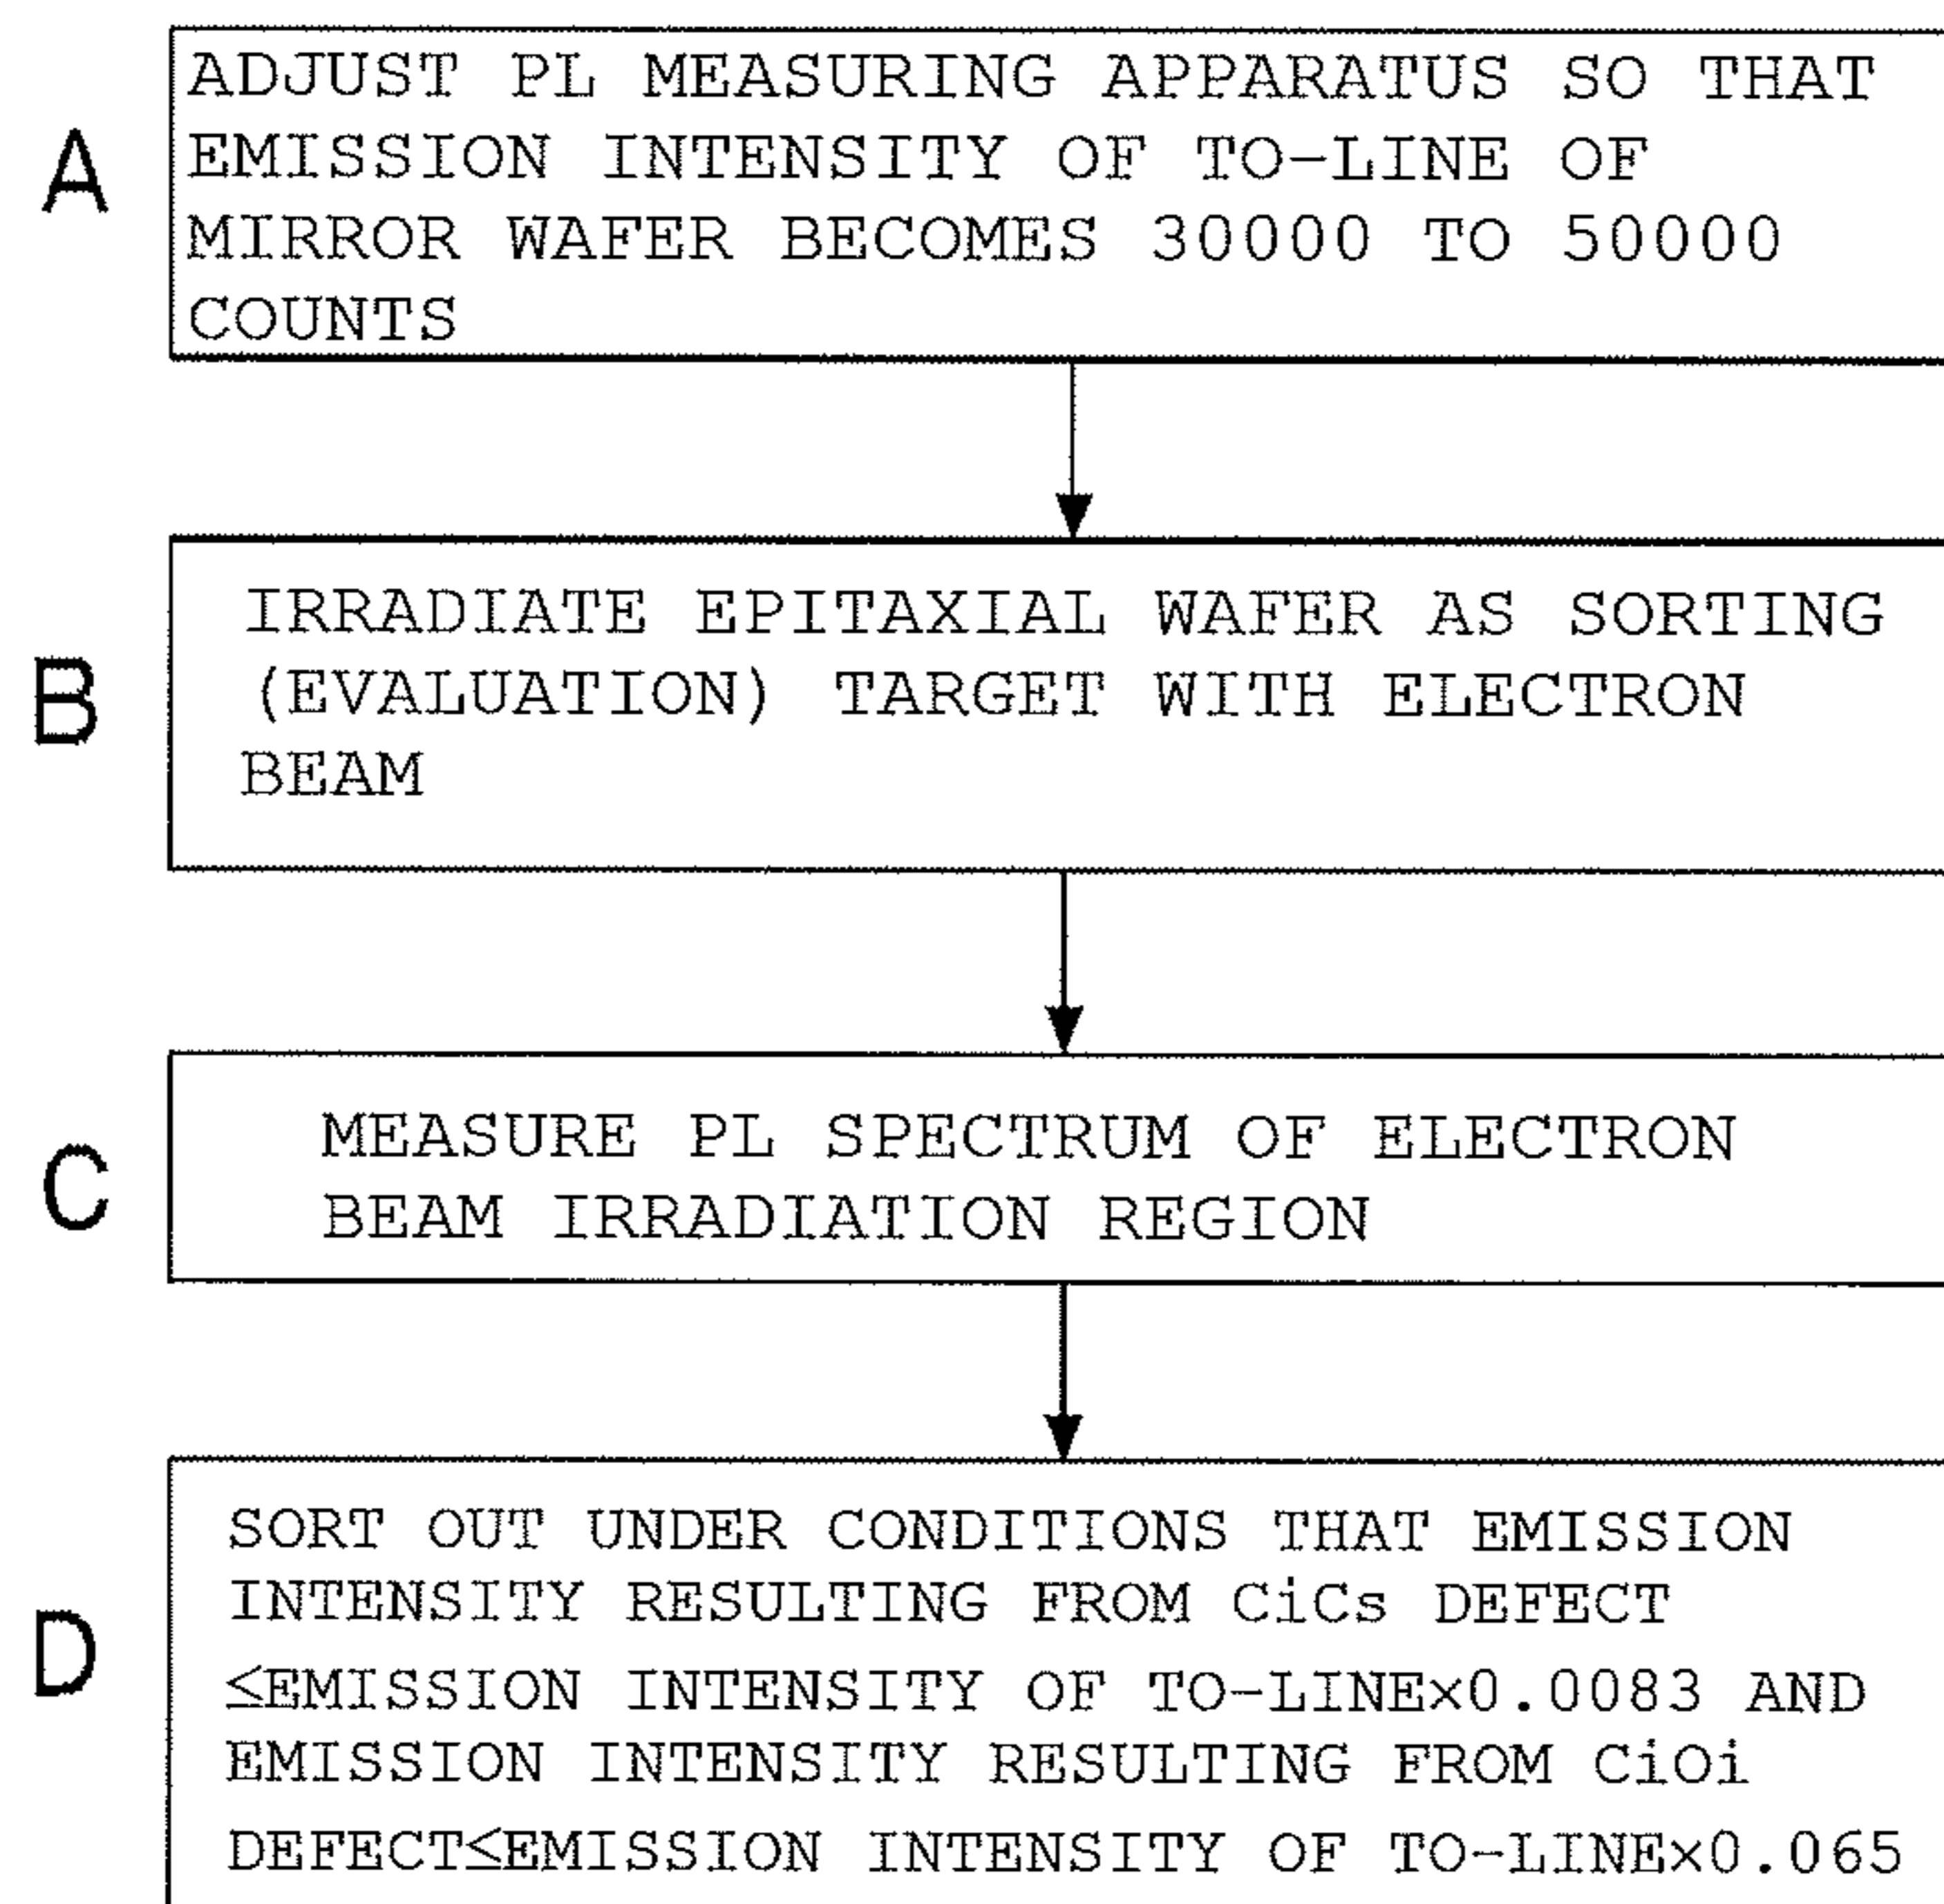 A
ADJUST PL MEASURING APPARATUS SO THAT
EMISSION INTENSITY OF TO-LINE OF
MIRROR WAFER BECOMES 30000 TO 50000
COUNTS
B
IRRADIATE EPITAXIAL WAFER AS SORTING
(EVALUATION) TARGET WITH ELECTRON
BEAM
C
MEASURE PL SPECTRUM OF ELECTRON
BEAM IRRADIATION REGION
D
SORT OUT UNDER CONDITIONS THAT EMISSION
INTENSITY RESULTING FROM CiCs DEFECT
≤EMISSION INTENSITY OF TO-LINE×0.0083 AND
EMISSION INTENSITY RESULTING FROM CiOi
DEFECT≤EMISSION INTENSITY OF TO-LINE×0.065